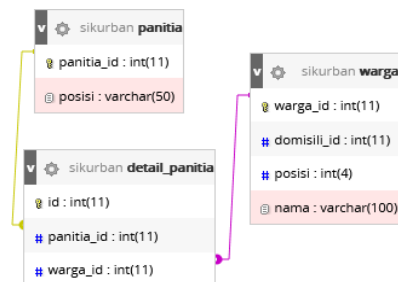 v sikurban panitia
panitia_id : int(11)
posisi : varchar(50)
v sikurban warga
warga_id : int(11)
# domisili_id : int(11)
# posisi : int(4)
nama : varchar(100)
v sikurban detail_panitia
id : int(11)
# panitia_id : int(11)
# warga_id : int(11)